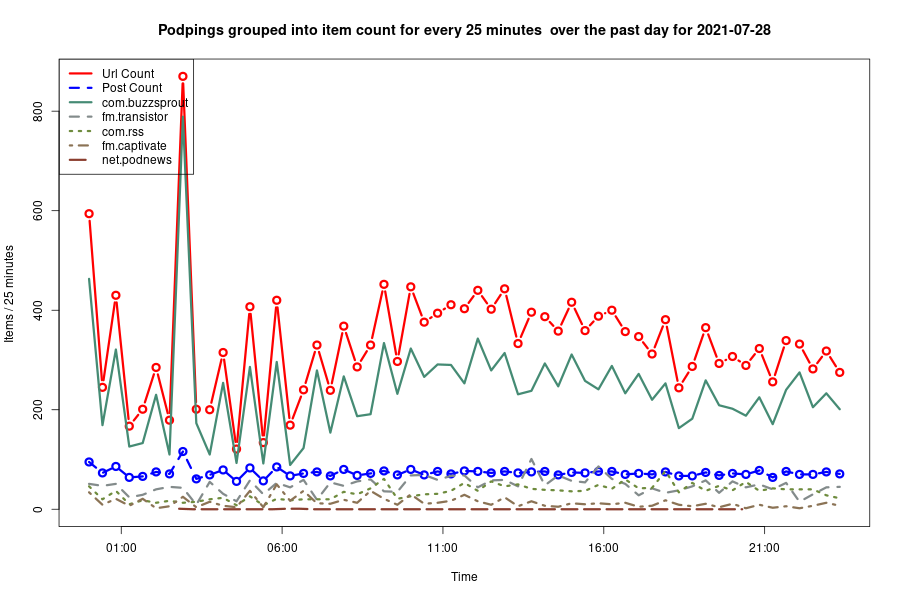 Podpings grouped into item count for every 25 minutes  over the past day for 2021-07-28
Url Count
Post Count
com.buzzsprout
fm.transistor
com.rss
fm.captivate
net.podnews
800
600
400
200
0
Items / 25 minutes
01:00 06:00 11:00 16:00 21:00
Time